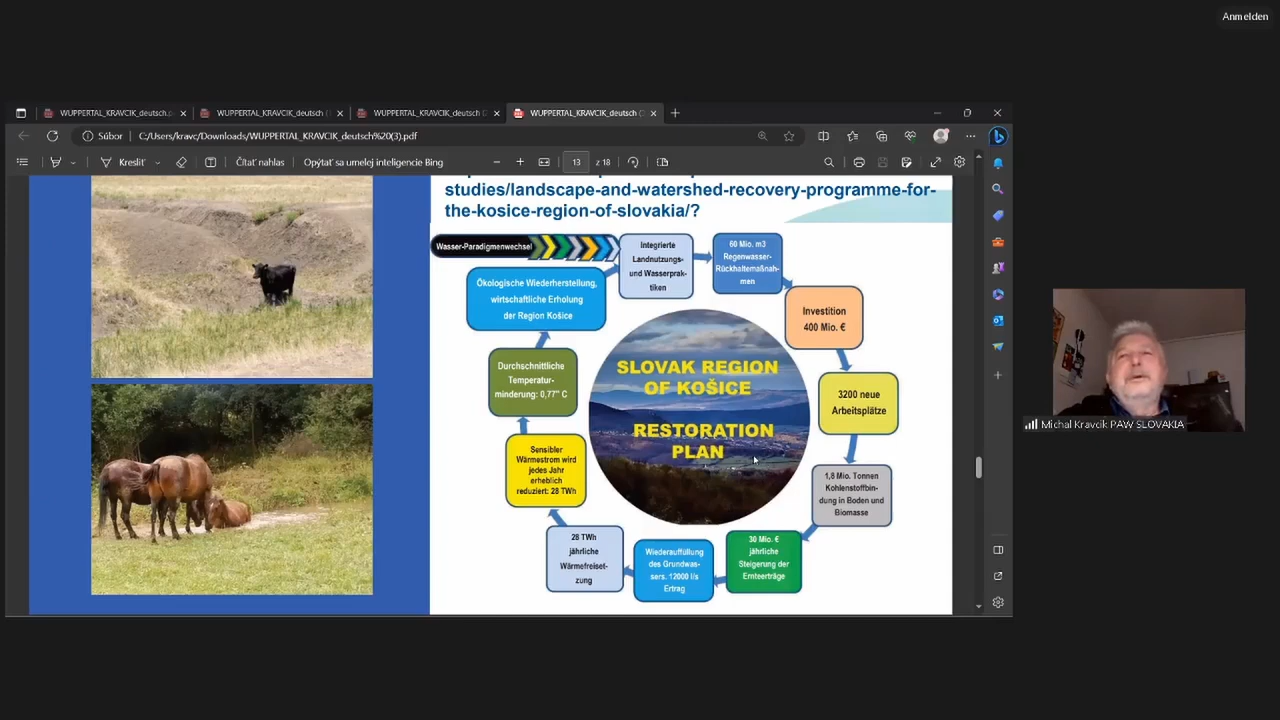 Anmelden
WUPPERTAL_KRAVCIK_deutsch.p
WUPPERTAL_KRAVCIK_deutsch (
WUPPERTAL_KRAVCIK_deutsch (2
WUPPERTAL_KRAVCIK_deutsch (
Súbor
C:/Users/kravc/Downloads/WUPPERTAL_KRAVCIK_deutsch%20(3).pdf
Kresliť
Čítať nahlas
Opýtať sa umelej inteligencie Bing
13
z 18
studies/landscape-and-watershed-recovery-programme-for-
the-kosice-region-of-slovakia/?
Wasser-Paradigmenwechsel
Integrierte
Landnutzungs-
und Wasserprak-
tiken
60 Mio. m3
Regenwasser-
Rückhaltemaßnah-
men
Investition
400 Mio. €
3200 neue
Arbeitsplätze
1,8 Mio. Tonnen
Kohlenstoffbin-
dung in Boden und
Biomasse
30 Mio. €
jährliche
Steigerung der
Ernteerträge
Wiederauffüllung
des Grundwas-
sers. 12000 l/s
Ertrag
28 TWh
jährliche
Wärmefreiset-
zung
Sensibler
Wärmestrom wird
jedes Jahr
erheblich
reduziert: 28 TWh
Durchschnittliche
Temperatur-
minderung: 0,77° C
Ökologische Wiederherstellung,
wirtschaftliche Erholung
der Region Košice
SLOVAK REGION
OF KOŠICE
RESTORATION
PLAN
Michal Kravcik PAW SLOVAKIA